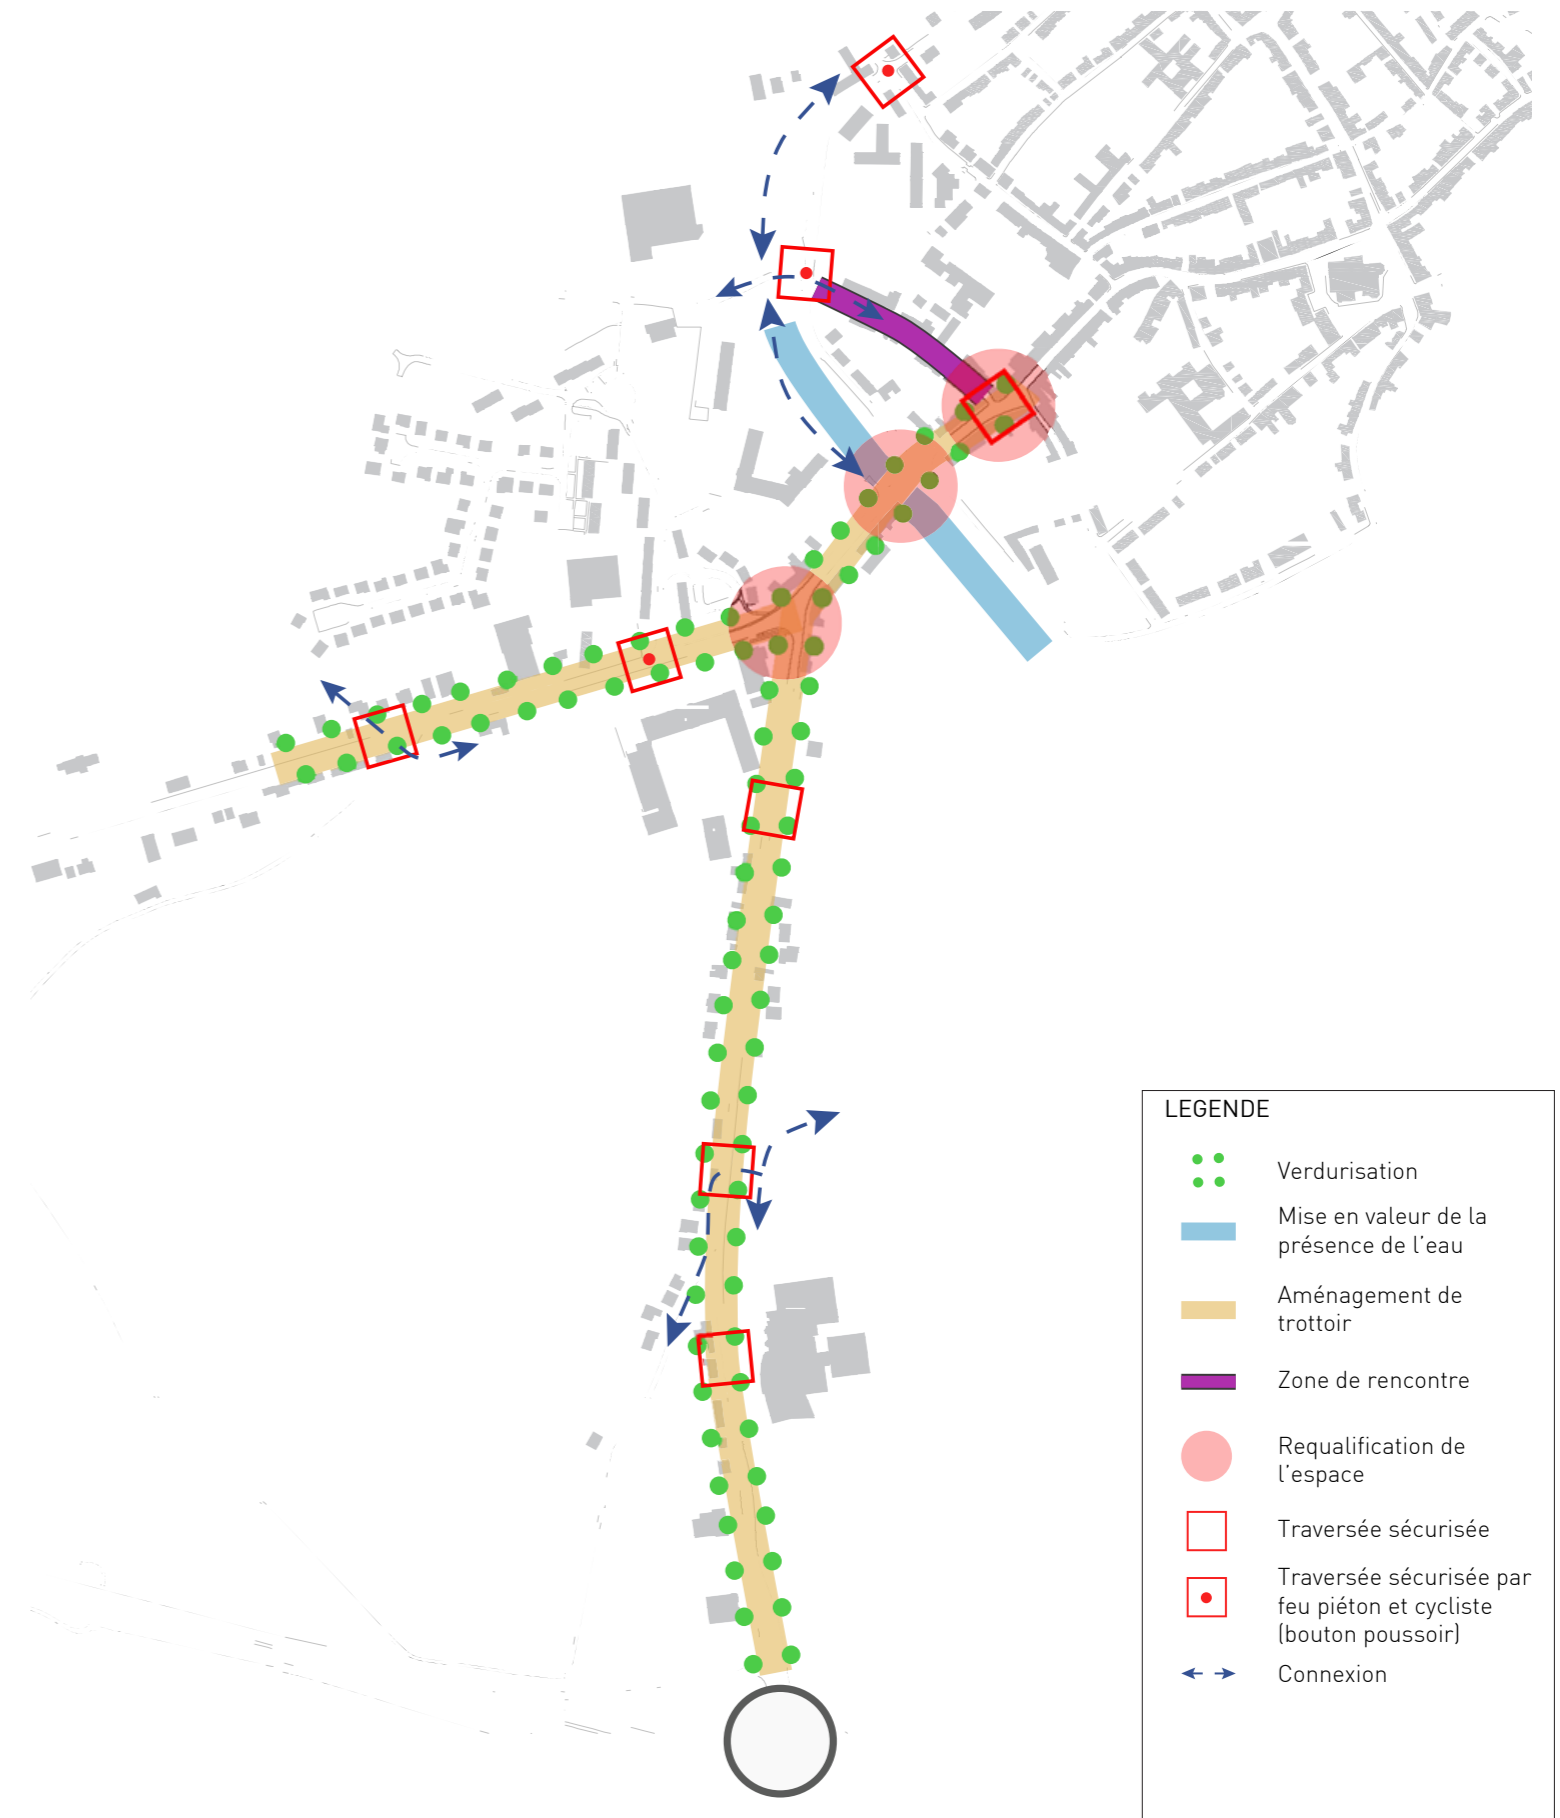 LEGENDE
Verdurisation
Mise en valeur de la
présence de l'eau
Aménagement de
trottoir
Zone de rencontre
Requalification de
l'espace
Traversée sécurisée
Traversée sécurisée par
feu piéton et cycliste
(bouton poussoir)
Connexion